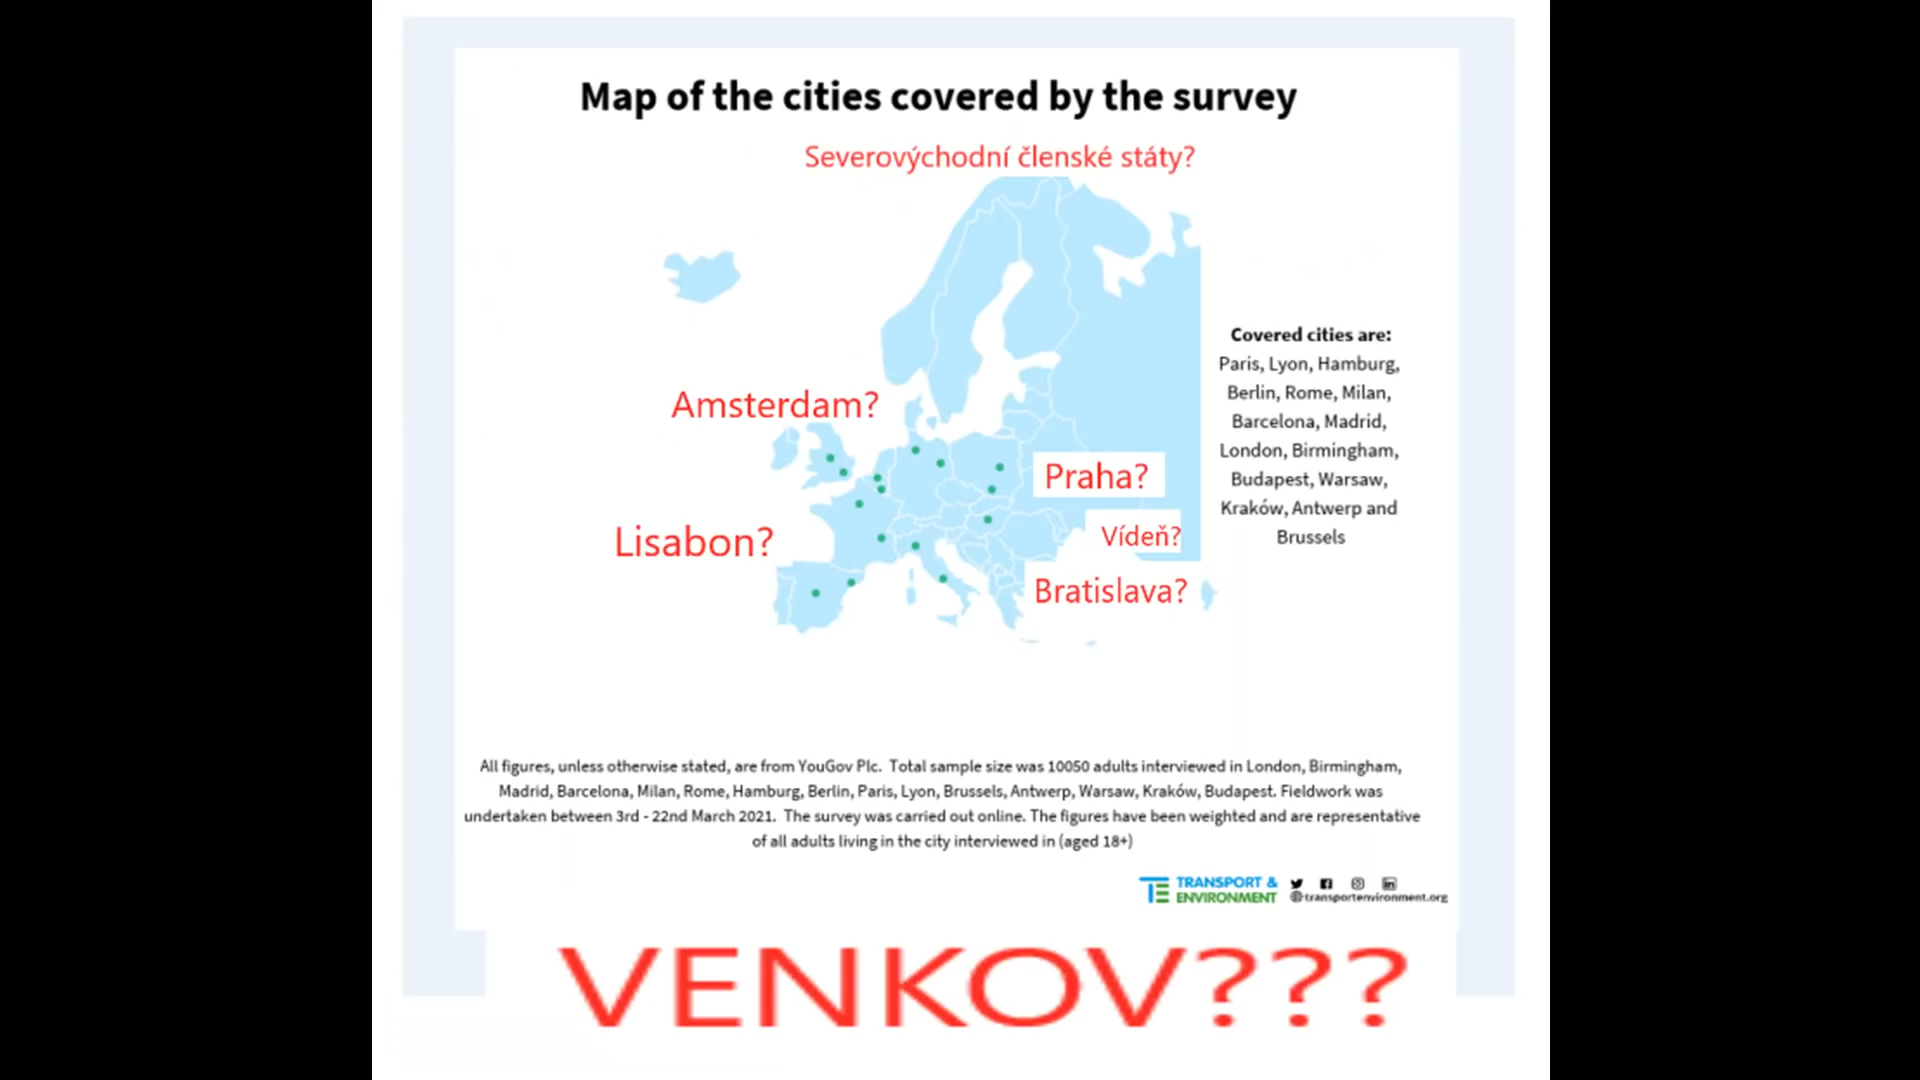 Map of the cities covered by the survey
Severovýchodní členské státy?
Amsterdam?
Lisabon?
Praha?
Vídeň?
Bratislava?
Covered cities are:
Paris, Lyon, Hamburg,
Berlin, Rome, Milan,
Barcelona, Madrid,
London, Birmingham,
Budapest, Warsaw,
Kraków, Antwerp and
Brussels
All figures, unless otherwise stated, are from YouGov Plc. Total sample size was 10050 adults interviewed in London, Birmingham,
Madrid, Barcelona, Milan, Rome, Hamburg, Berlin, Paris, Lyon, Brussels, Antwerp, Warsaw, Kraków, Budapest. Fieldwork was
undertaken between 3rd - 22nd March 2021. The survey was carried out online. The figures have been weighted and are representative
of all adults living in the city interviewed in (aged 18+)
TRANSPORT &
ENVIRONMENT
@transportenvironment.org
VENKOV???